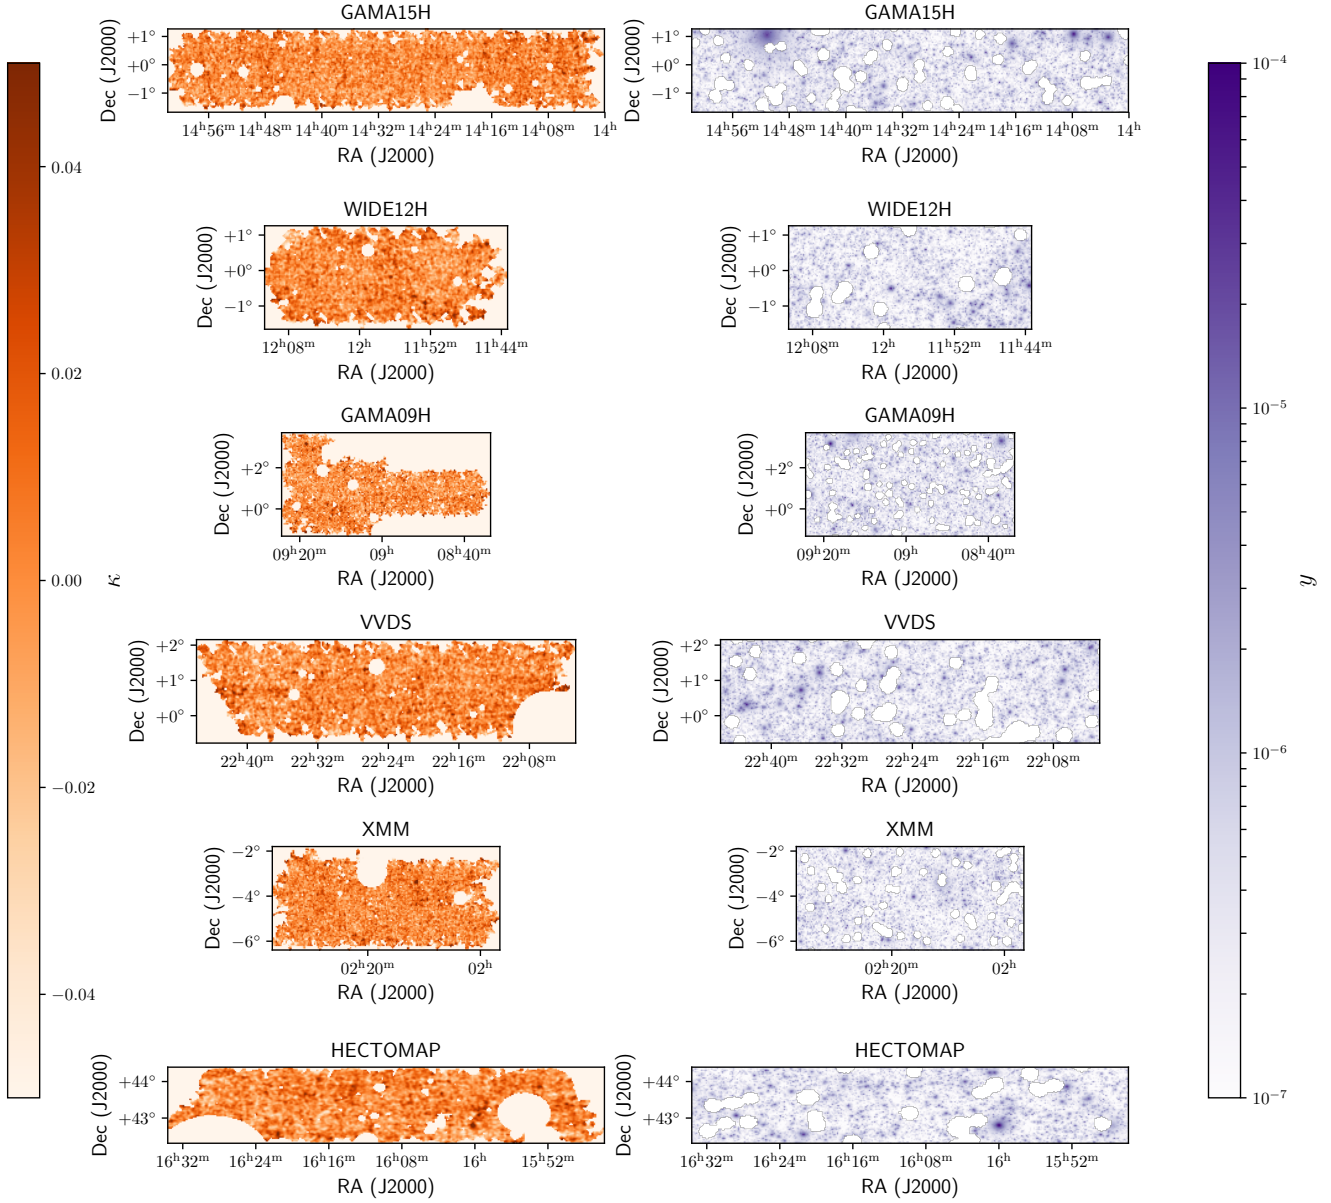 GAMA15H
GAMA15H
Dec (J2000)
+1°
+0°
−1°
14ʰ56ᵐ 14ʰ48ᵐ 14ʰ40ᵐ 14ʰ32ᵐ 14ʰ24ᵐ 14ʰ16ᵐ 14ʰ08ᵐ 14ʰ
RA (J2000)
Dec (J2000)
+1°
+0°
−1°
14ʰ56ᵐ 14ʰ48ᵐ 14ʰ40ᵐ 14ʰ32ᵐ 14ʰ24ᵐ 14ʰ16ᵐ 14ʰ08ᵐ 14ʰ
RA (J2000)
WIDE12H
WIDE12H
Dec (J2000)
+1°
+0°
−1°
12ʰ08ᵐ 12ʰ 11ʰ52ᵐ 11ʰ44ᵐ
RA (J2000)
Dec (J2000)
+1°
+0°
−1°
12ʰ08ᵐ 12ʰ 11ʰ52ᵐ 11ʰ44ᵐ
RA (J2000)
GAMA09H
GAMA09H
Dec (J2000)
+2°
+0°
09ʰ20ᵐ 09ʰ 08ʰ40ᵐ
RA (J2000)
Dec (J2000)
+2°
+0°
09ʰ20ᵐ 09ʰ 08ʰ40ᵐ
RA (J2000)
VVDS
VVDS
Dec (J2000)
+2°
+1°
+0°
22ʰ40ᵐ 22ʰ32ᵐ 22ʰ24ᵐ 22ʰ16ᵐ 22ʰ08ᵐ
RA (J2000)
Dec (J2000)
+2°
+1°
+0°
22ʰ40ᵐ 22ʰ32ᵐ 22ʰ24ᵐ 22ʰ16ᵐ 22ʰ08ᵐ
RA (J2000)
XMM
XMM
Dec (J2000)
−2°
−4°
−6°
02ʰ20ᵐ 02ʰ
RA (J2000)
Dec (J2000)
−2°
−4°
−6°
02ʰ20ᵐ 02ʰ
RA (J2000)
HECTOMAP
HECTOMAP
Dec (J2000)
+44°
+43°
16ʰ32ᵐ 16ʰ24ᵐ 16ʰ16ᵐ 16ʰ08ᵐ 16ʰ 15ʰ52ᵐ
RA (J2000)
Dec (J2000)
+44°
+43°
16ʰ32ᵐ 16ʰ24ᵐ 16ʰ16ᵐ 16ʰ08ᵐ 16ʰ 15ʰ52ᵐ
RA (J2000)
0.04
0.02
0.00
−0.02
−0.04
κ
10⁻⁴
10⁻⁵
10⁻⁶
10⁻⁷
y